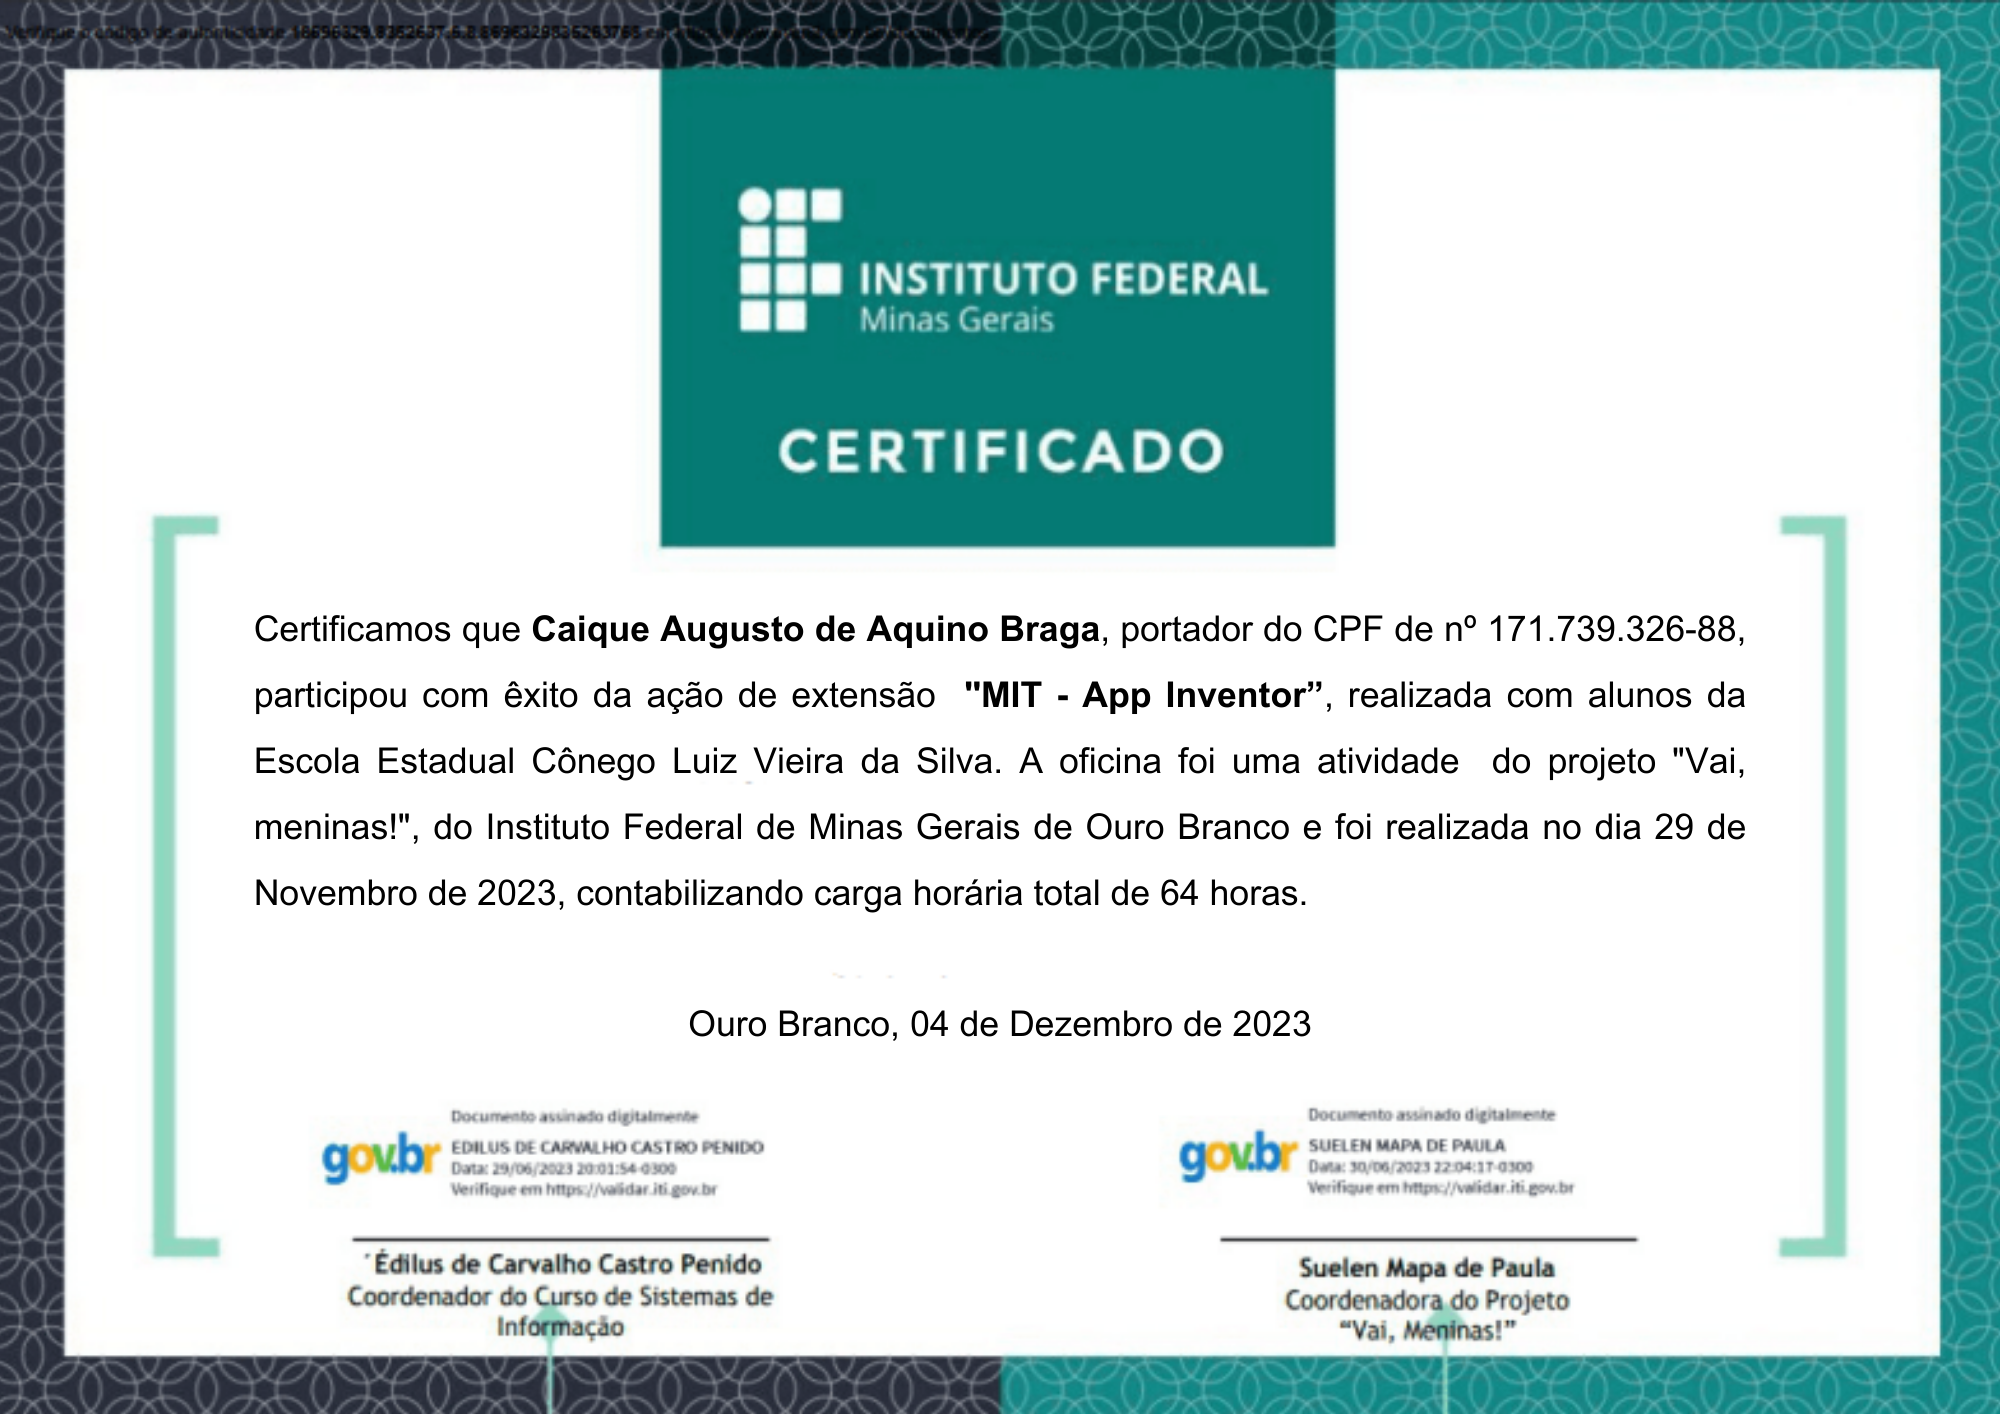 Verifique o código de autenticidade
INSTITUTO FEDERAL
Minas Gerais
CERTIFICADO
Certificamos que Caique Augusto de Aquino Braga, portador do CPF de nº 171.739.326-88,
participou com êxito da ação de extensão "MIT - App Inventor”, realizada com alunos da
Escola Estadual Cônego Luiz Vieira da Silva. A oficina foi uma atividade do projeto "Vai,
meninas!", do Instituto Federal de Minas Gerais de Ouro Branco e foi realizada no dia 29 de
Novembro de 2023, contabilizando carga horária total de 64 horas.
Ouro Branco, 04 de Dezembro de 2023
Documento assinado digitalmente
gov.br
EDILUS DE CARVALHO CASTRO PENIDO
Data: 29/06/2023 20:01:54-0300
Verifique em https://validar.iti.gov.br
´Édilus de Carvalho Castro Penido
Coordenador do Curso de Sistemas de
Informação
Documento assinado digitalmente
gov.br
SUELEN MAPA DE PAULA
Data: 30/06/2023 22:04:17-0300
Verifique em https://validar.iti.gov.br
Suelen Mapa de Paula
Coordenadora do Projeto
“Vai, Meninas!”